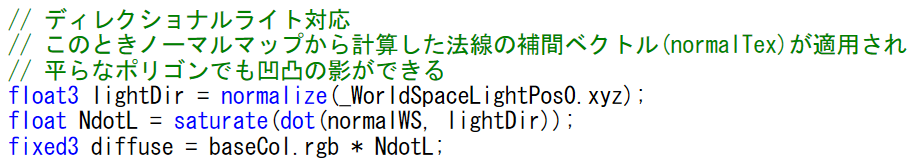 // ディレクショナルライト対応
// このときノーマルマップから計算した法線の補間ベクトル(normalTex)が適用され
// 平らなポリゴンでも凹凸の影ができる
float3 lightDir = normalize(_WorldSpaceLightPos0.xyz);
float NdotL = saturate(dot(normalWS, lightDir));
fixed3 diffuse = baseCol.rgb * NdotL;